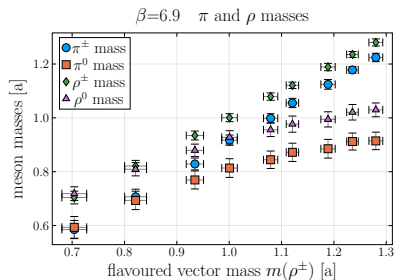 β=6.9 π and ρ masses
π± mass
π0 mass
ρ± mass
ρ0 mass
meson masses [a]
1.2
1.0
0.8
0.6
0.7 0.8 0.9 1.0 1.1 1.2 1.3
flavoured vector mass m(ρ±) [a]